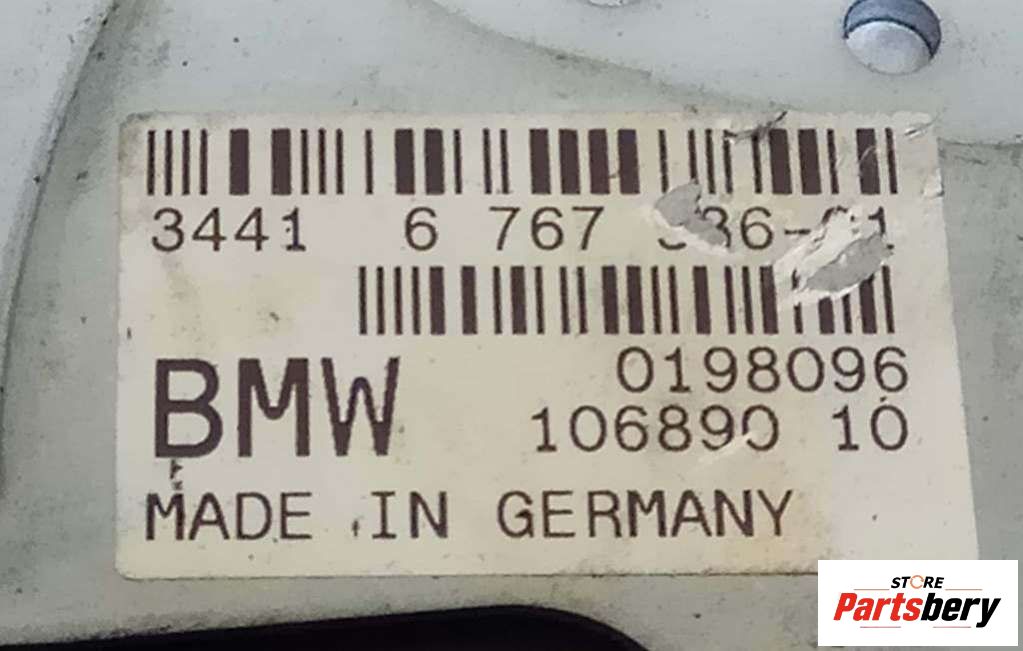 3441 6 767
BMW
0198096
106890 10
MADE IN GERMANY
STORE
Partsbery